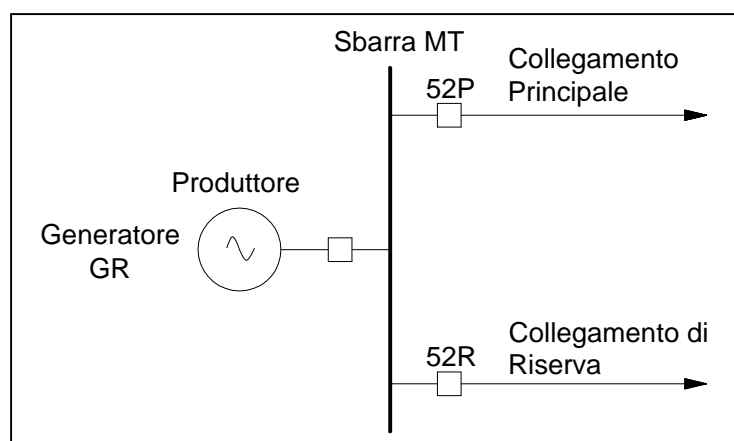 Sbarra MT
Collegamento
Principale
52P
Produttore
Generatore
GR
Collegamento di
Riserva
52R